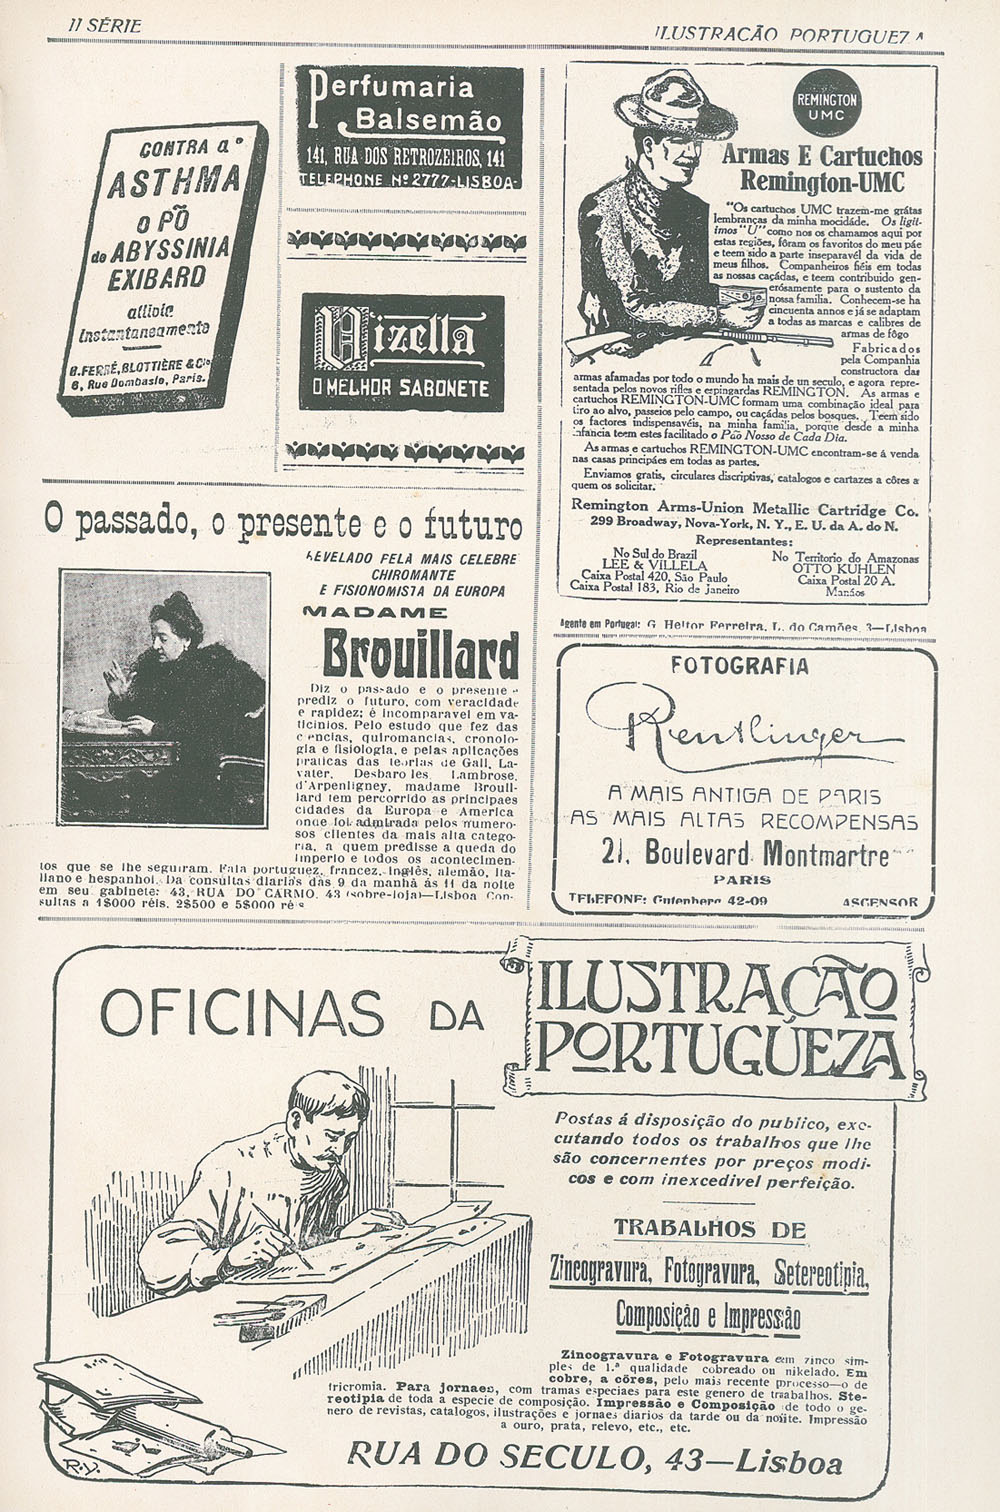 II SÉRIE
ILUSTRAÇÃO PORTUGUEZA
CONTRA a
ASTHMA
O PÓ
do ABYSSINIA
EXIBARD
allivia
instantaneamente
B. FERRÉ, BLOTTIÈRE & Cie
6, Rue Dombasle, Paris.
Perfumaria
Balsemão
141, RUA DOS RETROZEIROS, 141
TELEPHONE Nº 2777-LISBOA-
Nizella
O MELHOR SABONETE
REMINGTON
UMC
Armas E Cartuchos
Remington-UMC
"Os cartuchos UMC trazem-me grátas
lembranças da minha mocidade. Os ligit-
imos "U" como nos os chamamos aqui por
estas regiões, fôram os favoritos do meu páe
e teem sido a parte inseparavél da vida de
meus filhos. Companheiros fiéis em todas
as nossas caçádas, e teem contribuido gen-
erósamente para o sustento da
nossa familia. Conhecem-se ha
cincuenta annos e já se adaptam
a todas as marcas e calibres de
armas de fôgo
Fabricados
pela Companhia
constructora das
armas afamadas por todo o mundo ha mais de un seculo, e agora repre-
sentada pelos novos rifles e espingardas REMINGTON. As armas e
cartuchos REMINGTON-UMC formam uma combinação ideal para
tiro ao alvo, passeios pelo campo, ou caçádas pelos bosques. Teem sido
os factores indispensavéis, na minha familia, porque desde a minha
infancia teem estes facilitado o Pão Nosso de Cada Dia.
As armas e cartuchos REMINGTON-UMC encontram-se á venda
nas casas principáes em todas as partes.
Enviamos gratis, circulares discriptivas, catalogos e cartazes a côres a
quem os solicitar.
Remington Arms-Union Metallic Cartridge Co.
299 Broadway, Nova-York, N. Y., E. U. da A. do N.
Representantes:
No Sul do Brazil
LEE & VILLELA
Caixa Postal 420, São Paulo
Caixa Postal 183, Rio de Janeiro
No Territorio do Amazonas
OTTO KUHLEN
Caixa Postal 20 A.
Manáos
Agente em Portugal: G. Heitor Ferreira, L. do Camões, 3—Lisboa
O passado, o presente e o futuro
REVELADO PELA MAIS CELEBRE
CHIROMANTE
E FISIONOMISTA DA EUROPA
MADAME
Brouillard
Diz o passado e o presente e
prediz o futuro, com veracidade
e rapidez; é incomparavel em va-
ticinios. Pelo estudo que fez das
ciencias, quiromancias, cronolo-
gia e fisiologia, e pelas aplicações
praticas das teorias de Gall, La-
vater, Desbarolles, Lambrose,
d'Arpenligney, madame Brouil-
lard tem percorrido as principaes
cidades da Europa e America
onde foi admirada pelos numero-
sos clientes da mais alta catego-
ria, a quem predisse a queda do
imperio e todos os acontecimen-
tos que se lhe seguiram. Fala portuguez, francez, inglês, alemão, ita-
liano e hespanhol. Da consultas diarias das 9 da manhã ás 11 da noite
em seu gabinete: 43, RUA DO CARMO, 43 (sobre-loja)—Lisboa Con-
sultas a 1$000 réis, 2$500 e 5$000 réis
FOTOGRAFIA
Reutlinger
A MAIS ANTIGA DE PARIS
AS MAIS ALTAS RECOMPENSAS
21, Boulevard Montmartre
PARIS
TELEFONE: Gutenberg 42-09 ASCENSOR
OFICINAS DA
ILUSTRAÇÃO
PORTUGUEZA
Postas á disposição do publico, exe-
cutando todos os trabalhos que lhe
são concernentes por preços modi-
cos e com inexcedivel perfeição.
TRABALHOS DE
Zincogravura, Fotogravura, Setereotipia,
Composição e Impressão
Zincogravura e Fotogravura em zinco sim-
ples de 1.ª qualidade cobreado ou nikelado. Em
cobre, a côres, pelo mais recente processo—o de
tricromia. Para jornaes, com tramas especiaes para este genero de trabalhos. Ste-
reotipia de toda a especie de composição. Impressão e Composição de todo o ge-
nero de revistas, catalogos, ilustrações e jornaes diarios da tarde ou da noite. Impressão
a ouro, prata, relevo, etc., etc.
RUA DO SECULO, 43—Lisboa
R.V.